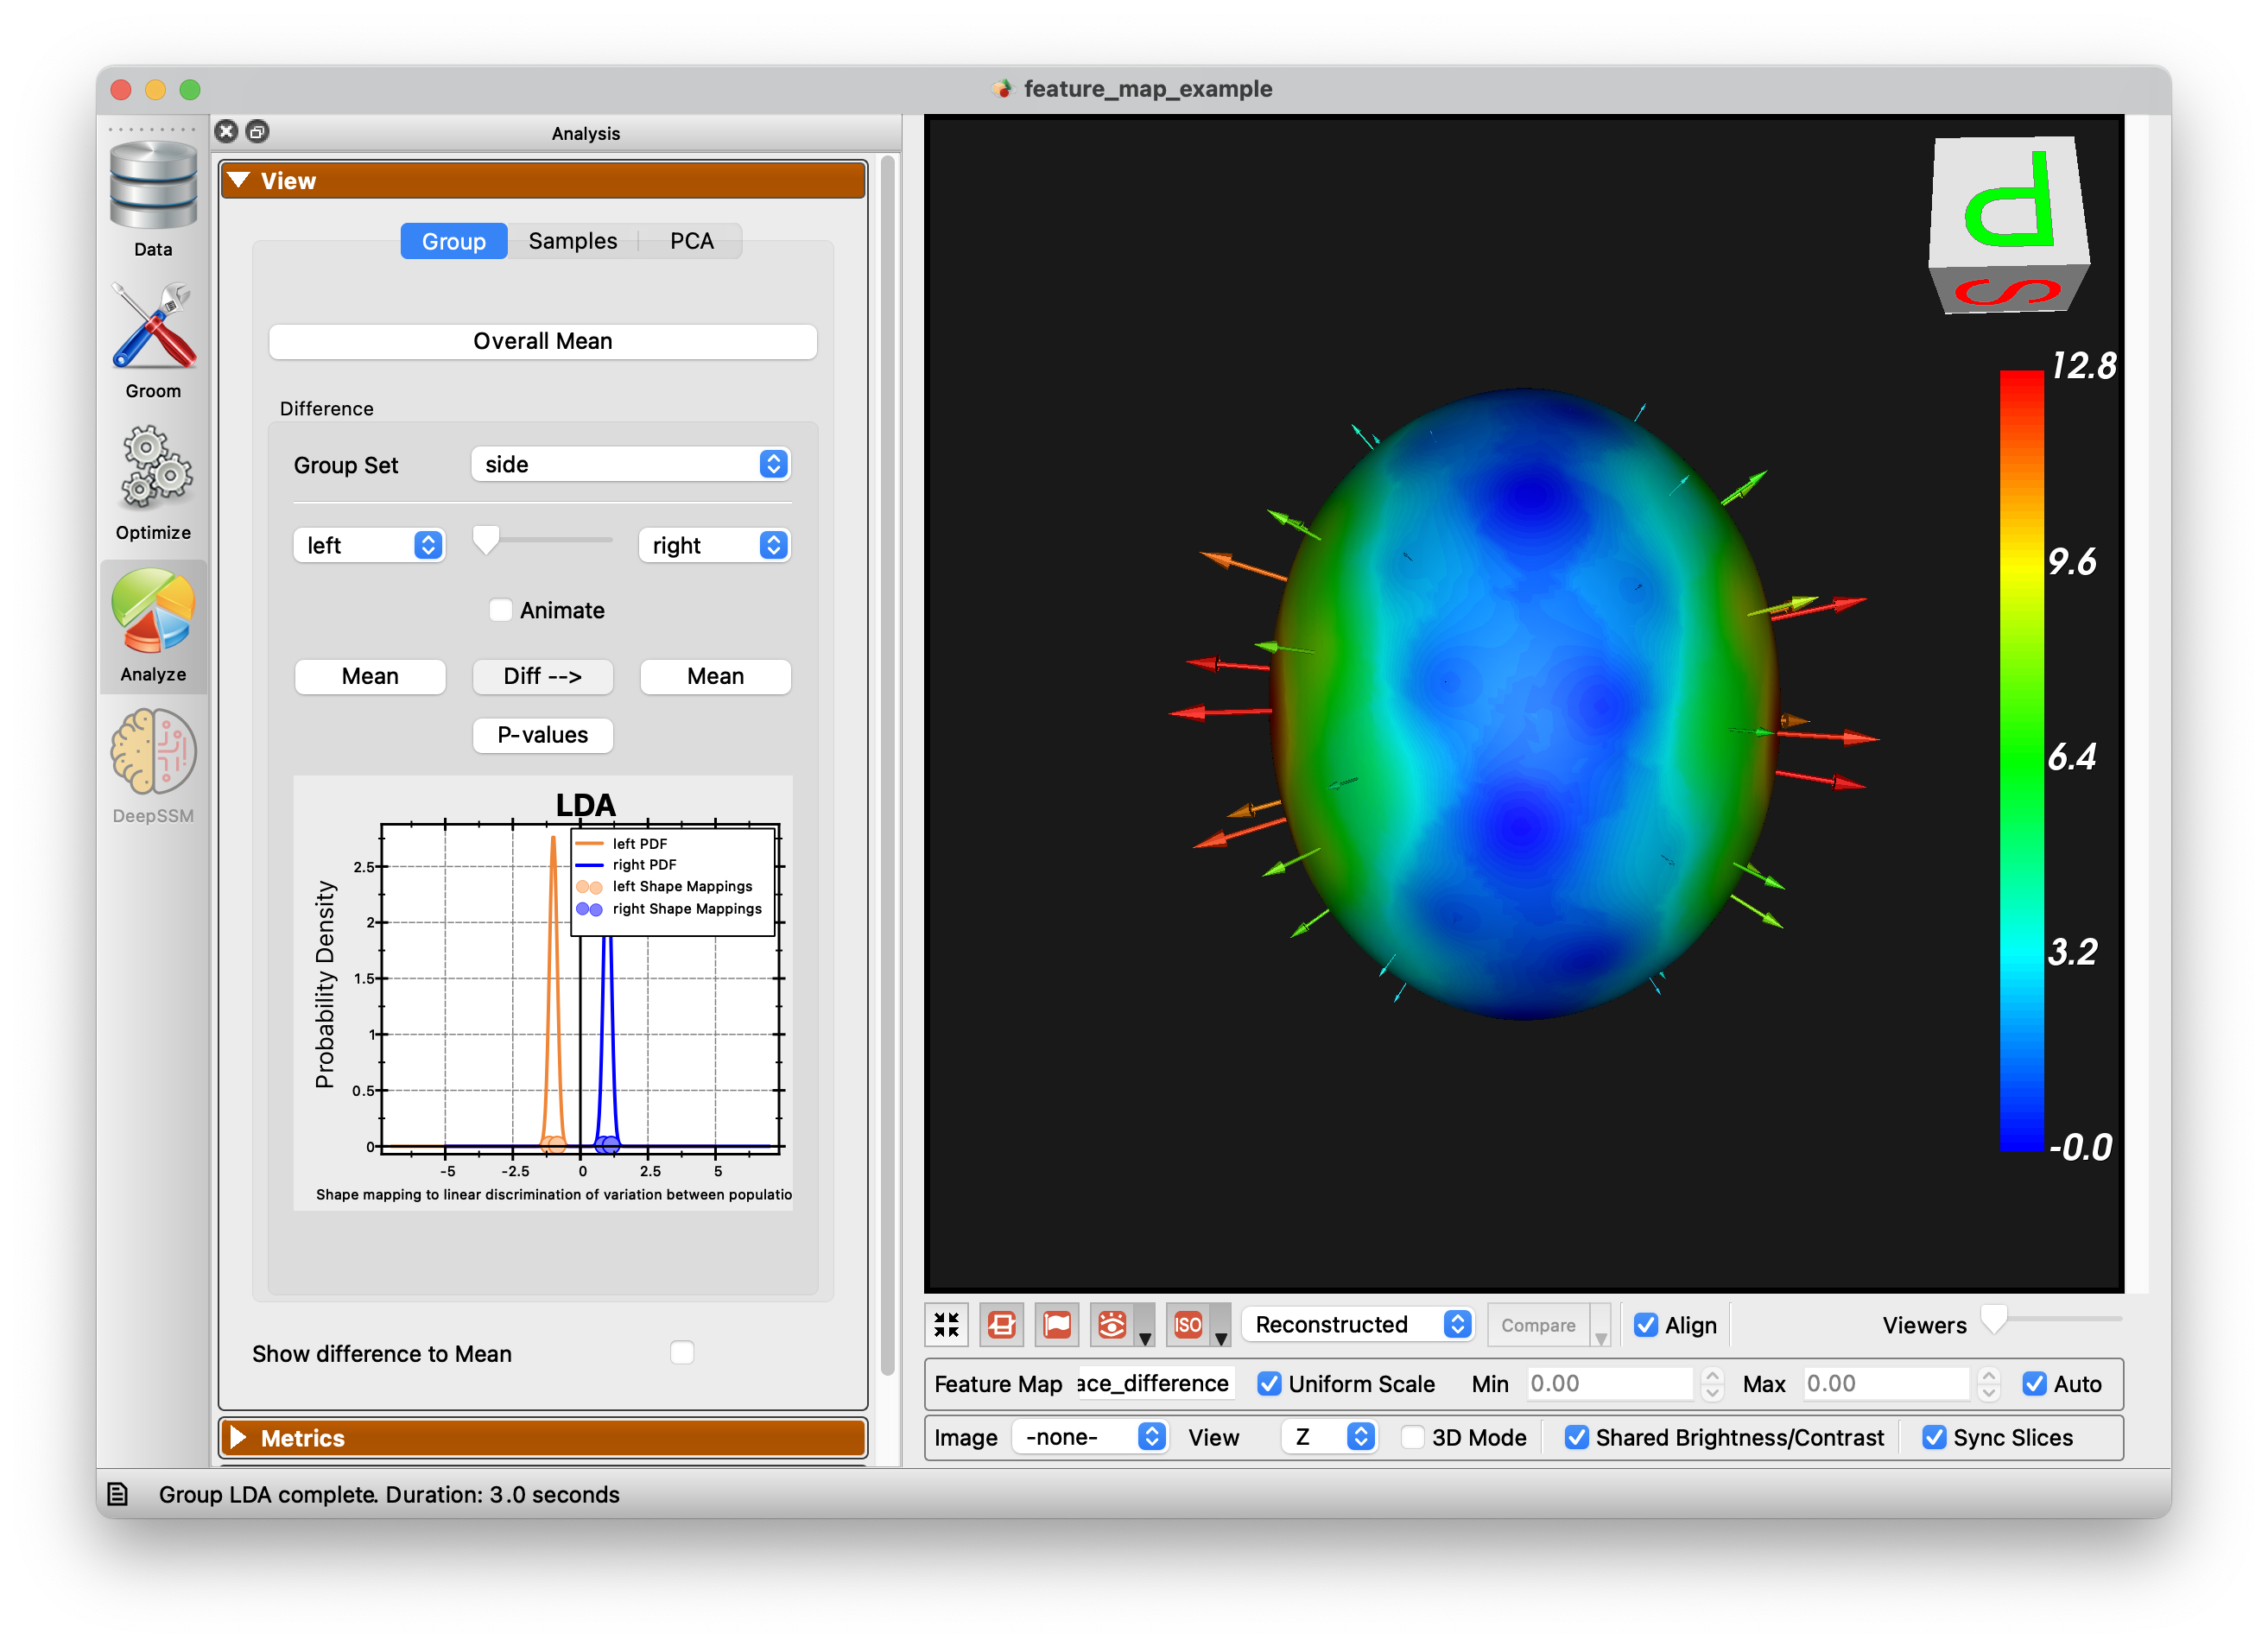 feature_map_example
Data
Groom
Optimize
Analyze
DeepSSM
Analysis
View
Group Samples PCA
Overall Mean
Difference
Group Set side
left right
Animate
Mean Diff --> Mean
P-values
LDA
left PDF
right PDF
left Shape Mappings
right Shape Mappings
Probability Density
2.5
2
1.5
1
0.5
0
-5 -2.5 0 2.5 5
Shape mapping to linear discrimination of variation between populatio
Show difference to Mean
Metrics
P
S
12.8
9.6
6.4
3.2
-0.0
ISO Reconstructed Compare Align Viewers
Feature Map ace_difference Uniform Scale Min 0.00 Max 0.00 Auto
Image -none- View Z 3D Mode Shared Brightness/Contrast Sync Slices
Group LDA complete. Duration: 3.0 seconds